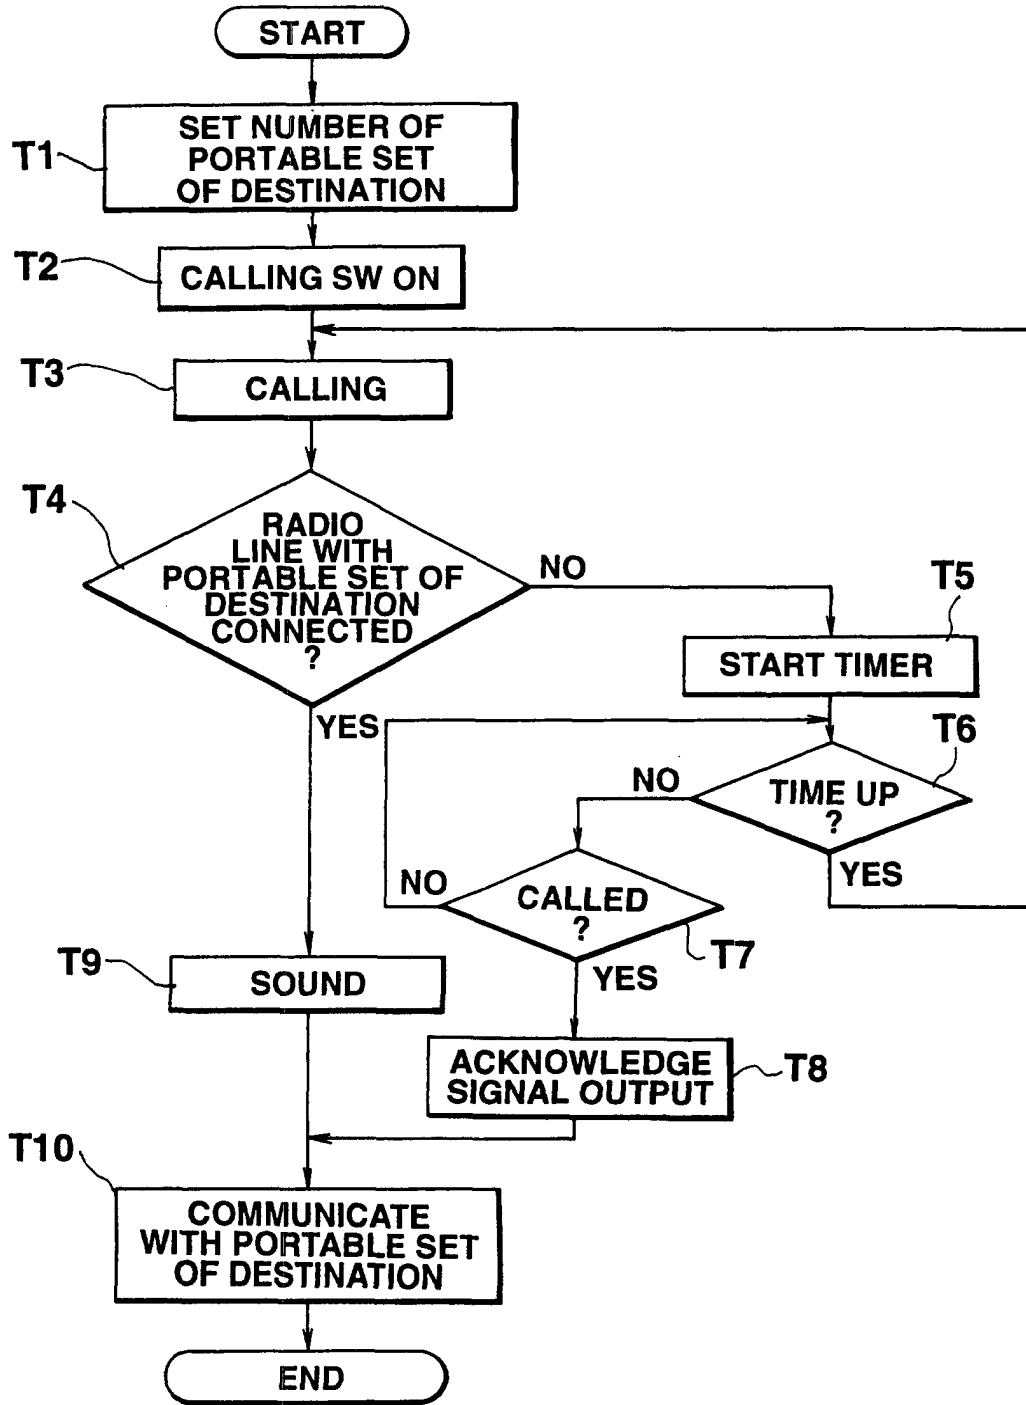 START
T1
SET NUMBER OF
PORTABLE SET
OF DESTINATION
T2
CALLING SW ON
T3
CALLING
T4
RADIO
LINE WITH
PORTABLE SET OF
DESTINATION
CONNECTED
?
NO
YES
T5
START TIMER
T6
TIME UP
?
NO
YES
CALLED
?
NO
T7
YES
T9
SOUND
ACKNOWLEDGE
SIGNAL OUTPUT
T8
T10
COMMUNICATE
WITH PORTABLE SET
OF DESTINATION
END